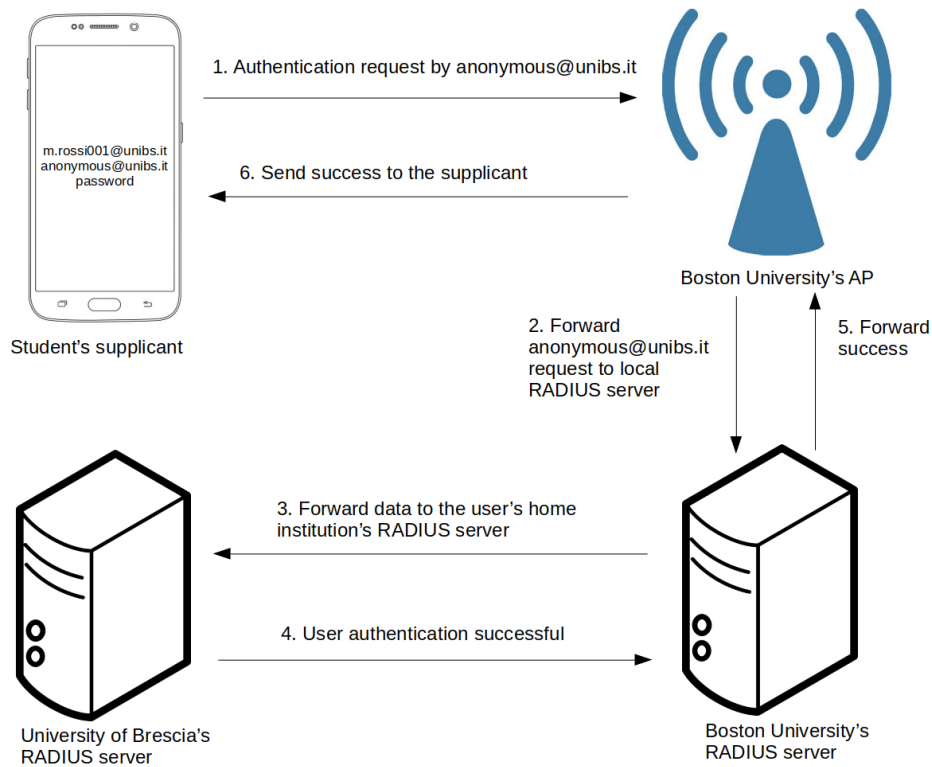 1. Authentication request by anonymous@unibs.it
m.rossi001@unibs.it
anonymous@unibs.it
password
6. Send success to the supplicant
Boston University’s AP
Student’s supplicant
2. Forward
anonymous@unibs.it
request to local
RADIUS server
5. Forward
success
3. Forward data to the user’s home
institution’s RADIUS server
4. User authentication successful
University of Brescia’s
RADIUS server
Boston University’s
RADIUS server